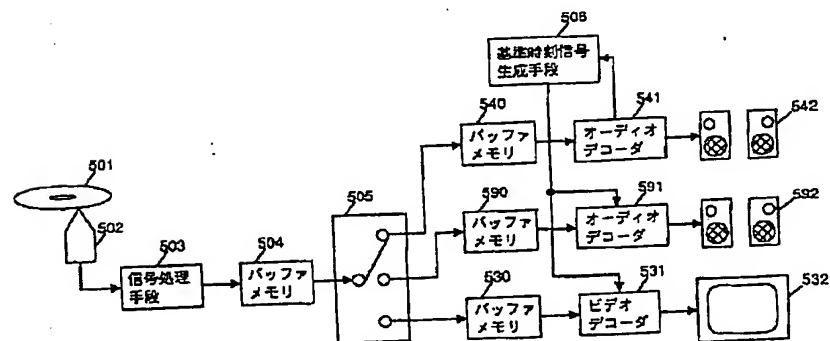 506
基準時刻信号
生成手段
540
バッファ
メモリ
541
オーディオ
デコーダ
542
501
502
503
信号処理
手段
504
バッファ
メモリ
505
590
バッファ
メモリ
591
オーディオ
デコーダ
592
530
バッファ
メモリ
531
ビデオ
デコーダ
532